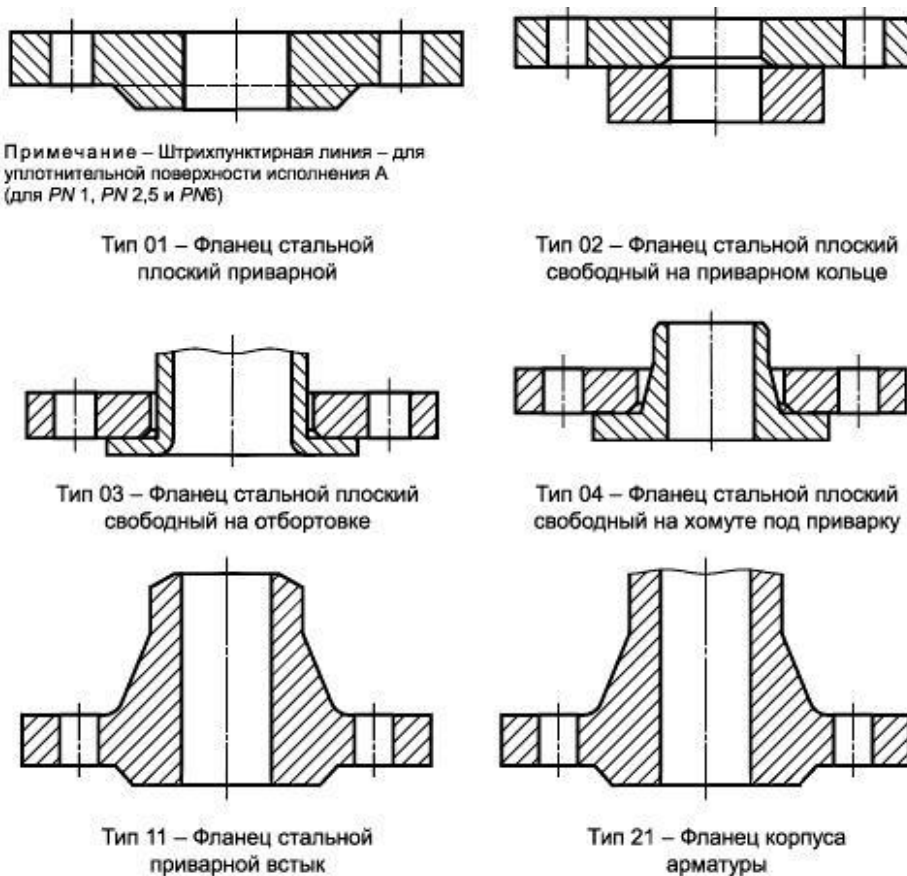 Примечание – Штрихпунктирная линия – для
уплотнительной поверхности исполнения А
(для PN 1, PN 2,5 и PN6)
Тип 01 – Фланец стальной
плоский приварной
Тип 02 – Фланец стальной плоский
свободный на приварном кольце
Тип 03 – Фланец стальной плоский
свободный на отбортовке
Тип 04 – Фланец стальной плоский
свободный на хомуте под приварку
Тип 11 – Фланец стальной
приварной встык
Тип 21 – Фланец корпуса
арматуры